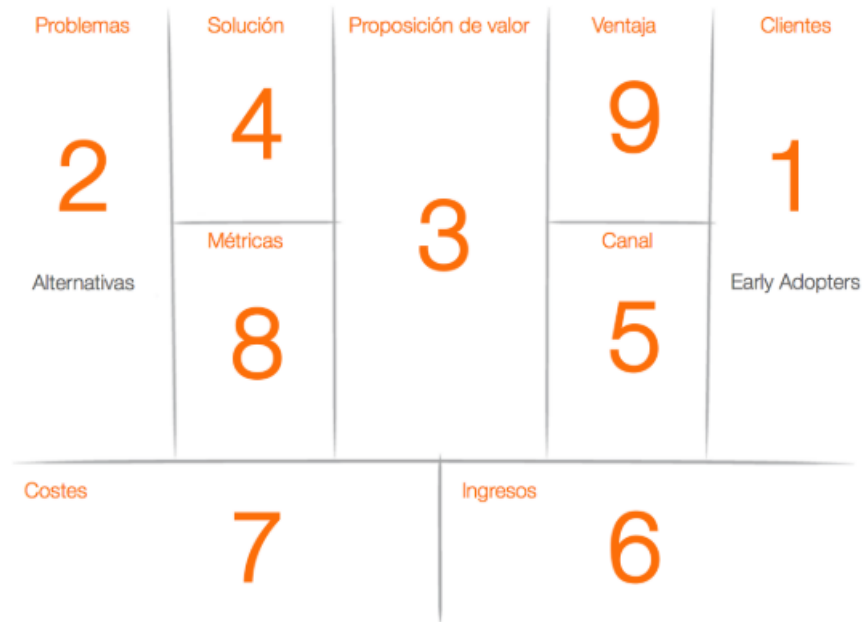 Problemas
2
Alternativas
Solución
4
Métricas
8
Proposición de valor
3
Ventaja
9
Canal
5
Clientes
1
Early Adopters
Costes
7
Ingresos
6